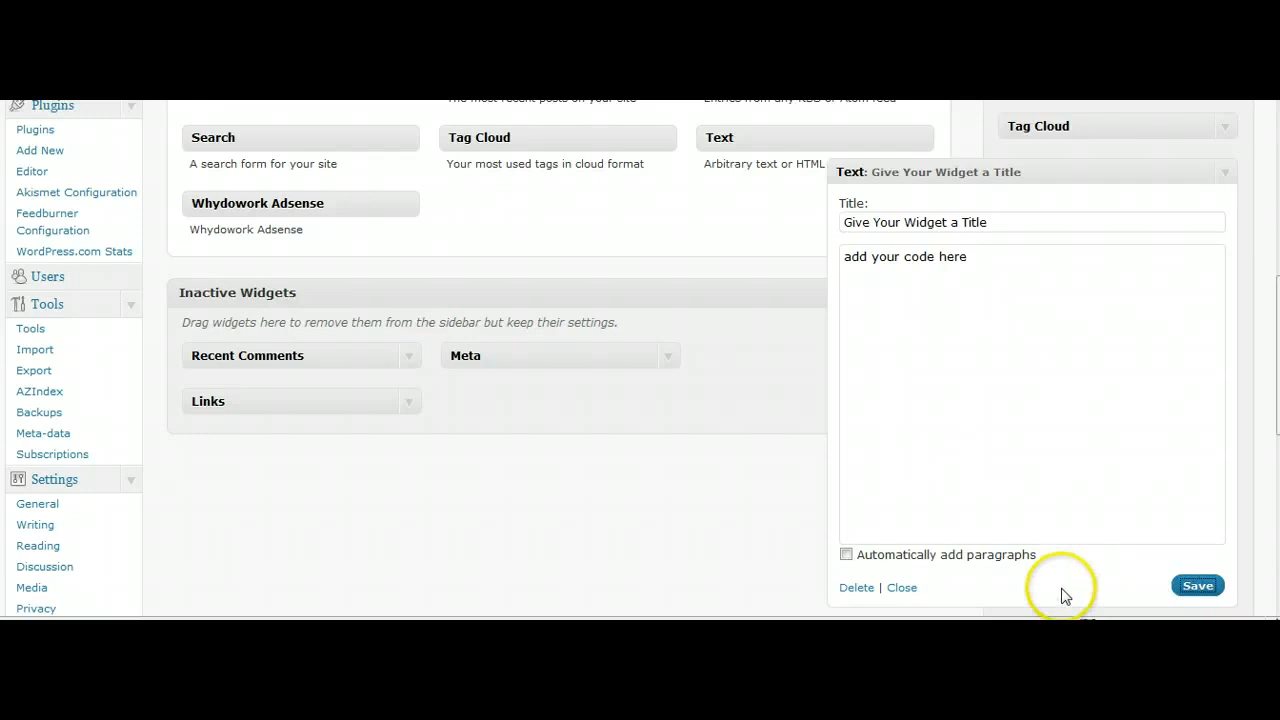 Plugins
Plugins
Add New
Editor
Akismet Configuration
Feedburner
Configuration
WordPress.com Stats
Users
Tools
Tools
Import
Export
AZIndex
Backups
Meta-data
Subscriptions
Settings
General
Writing
Reading
Discussion
Media
Privacy
The most recent posts on your site
Entries from any RSS or Atom feed
Search
Tag Cloud
Text
A search form for your site
Your most used tags in cloud format
Arbitrary text or HTML
Whydowork Adsense
Whydowork Adsense
Inactive Widgets
Drag widgets here to remove them from the sidebar but keep their settings.
Recent Comments
Meta
Links
Tag Cloud
Text: Give Your Widget a Title
Title:
Give Your Widget a Title
add your code here
Automatically add paragraphs
Delete | Close
Save